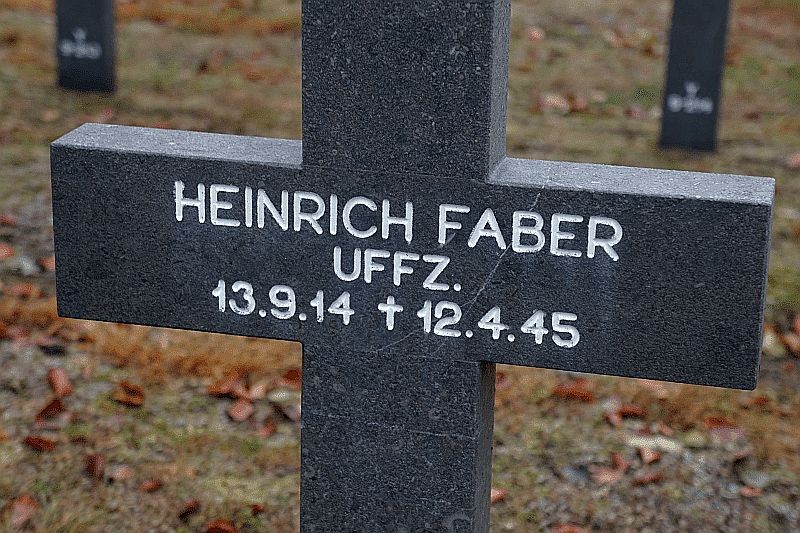 HEINRICH FABER
UFFZ.
13.9.14 ✝ 12.4.45